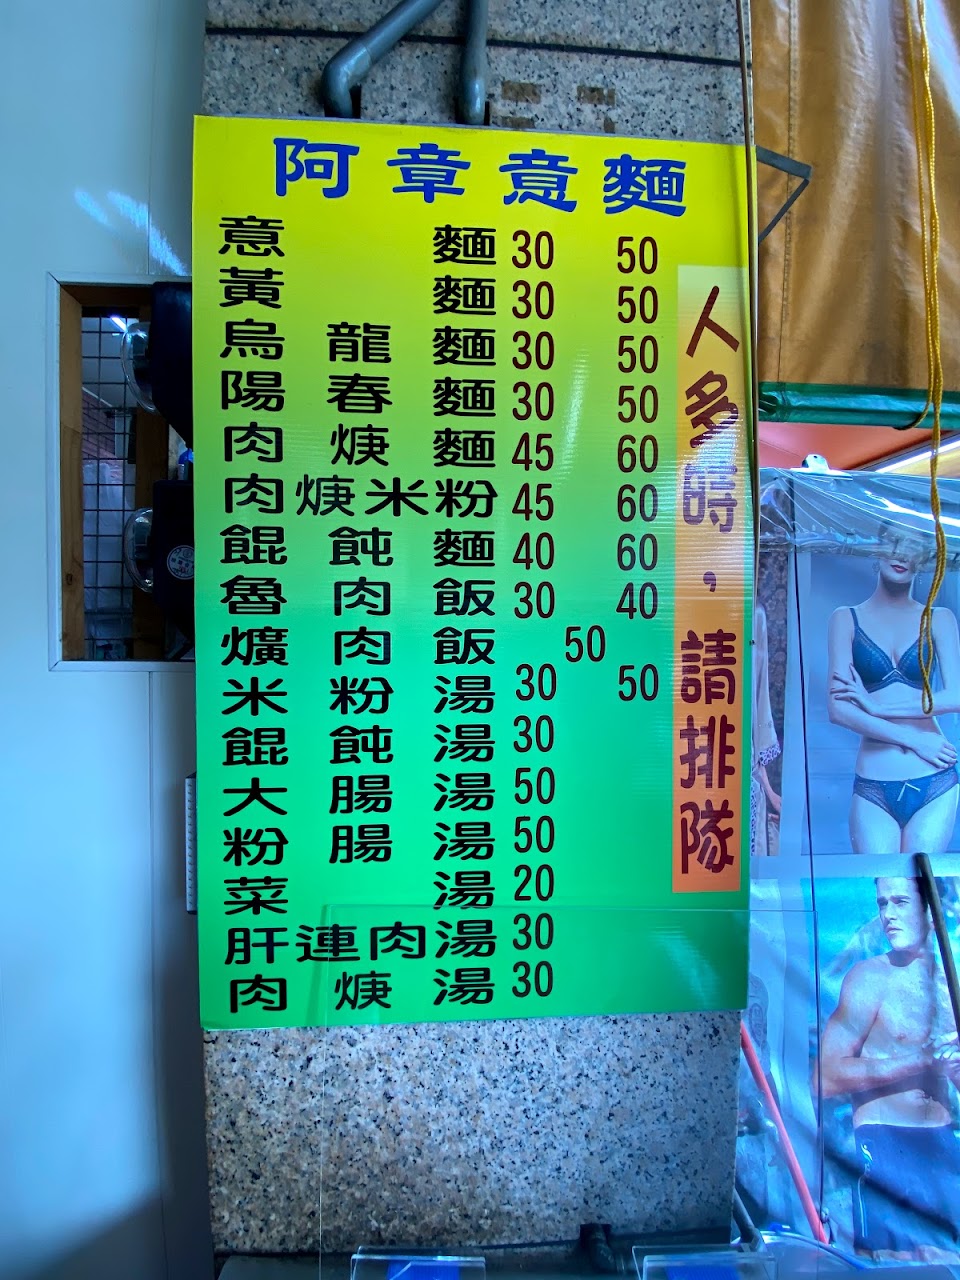 阿章意麵
意麵 30 50
黃麵 30 50
烏龍麵 30 50
陽春麵 30 50
肉焿麵 45 60
肉焿米粉 45 60
餛飩麵 40 60
魯肉飯 30 40
爌肉飯 50
米粉湯 30 50
餛飩湯 30
大腸湯 50
粉腸湯 50
菜湯 20
肝連肉湯 30
肉焿湯 30
人多時，請排隊